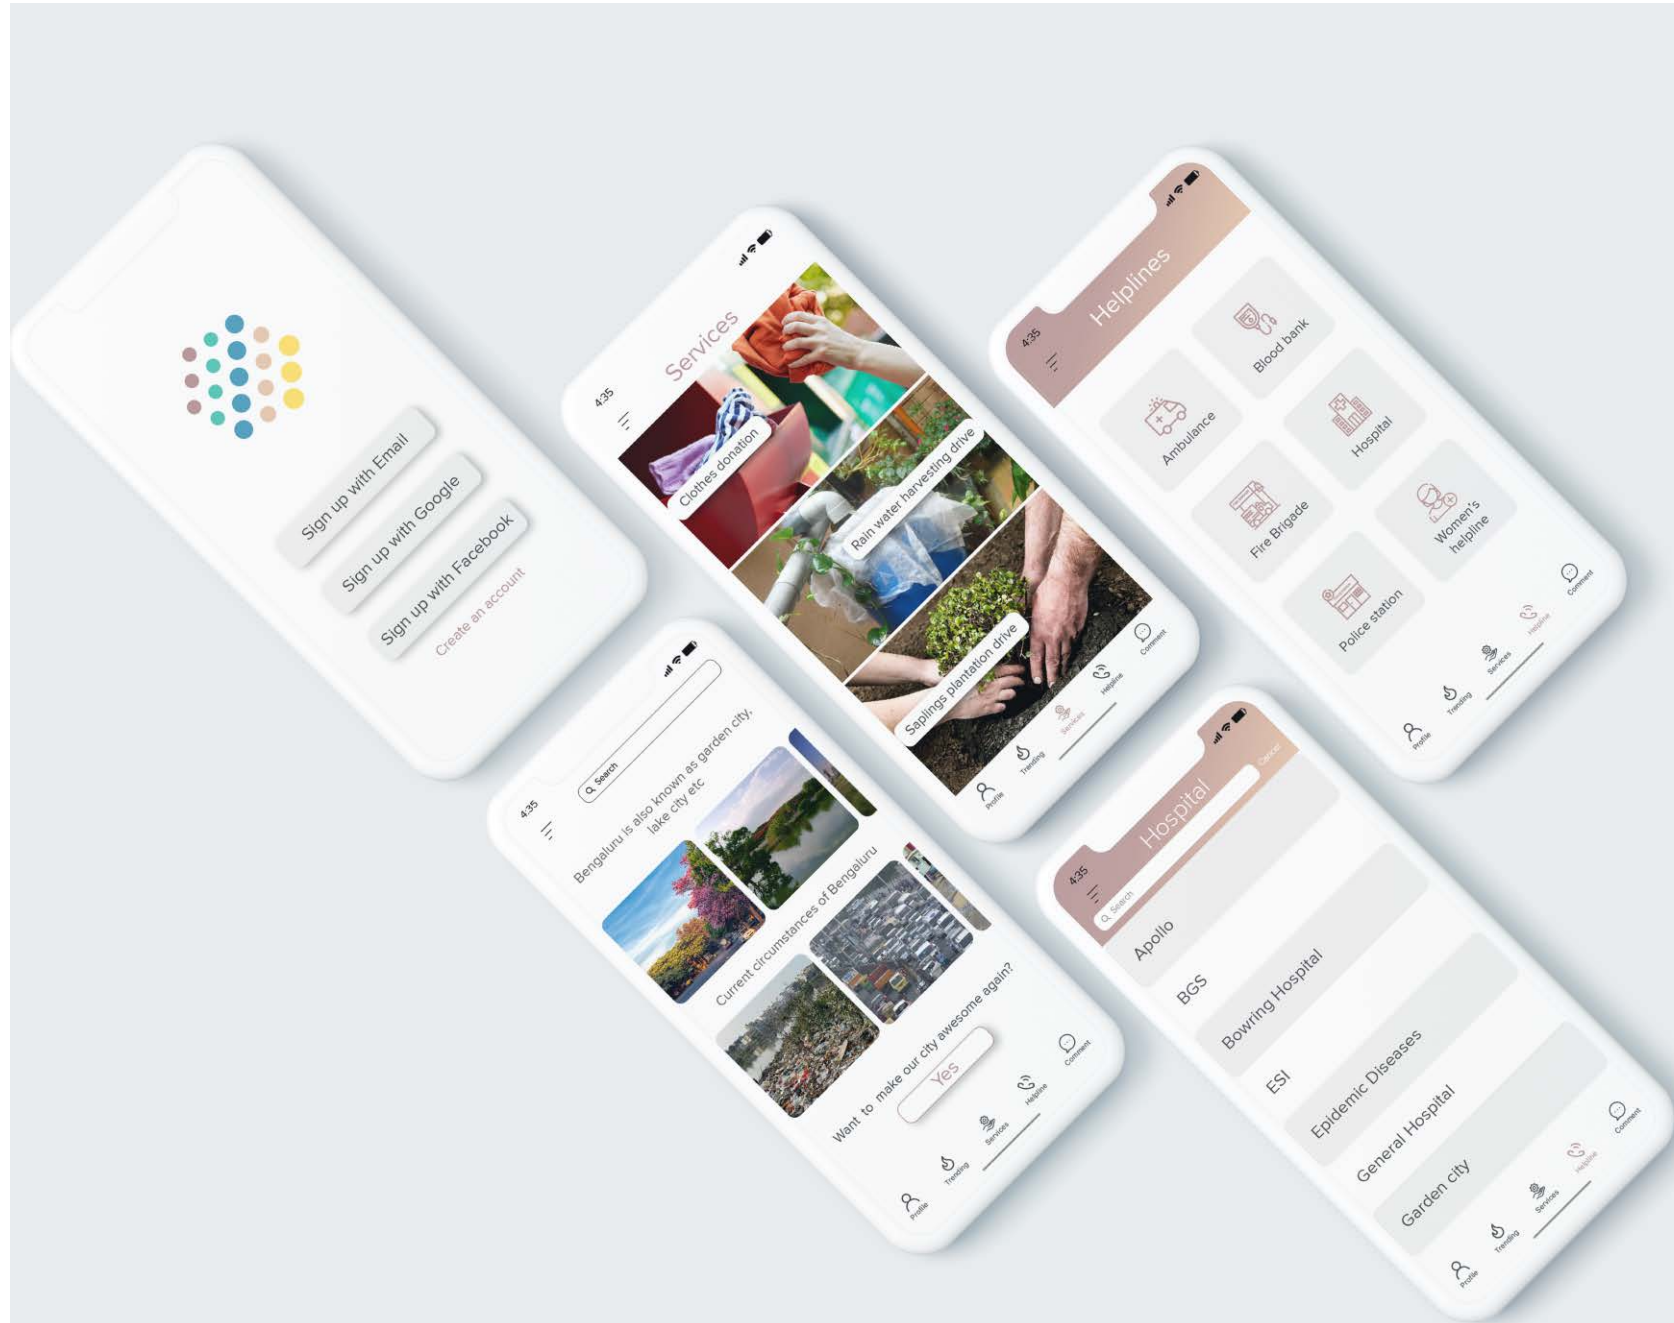 Sign up with Email
Sign up with Google
Sign up with Facebook
Create an account
4:35
Services
Clothes donation
Rain water harvesting drive
Saplings plantation drive
Profile
Trending
Services
Helpline
Comment
4:35
Helplines
Ambulance
Blood bank
Fire Brigade
Hospital
Police station
Women's
helpline
Profile
Trending
Services
Helpline
Comment
4:35
Search
Bengaluru is also known as garden city,
lake city etc
Current circumstances of Bengaluru
Want to make our city awesome again?
Yes
Profile
Trending
Services
Helpline
Comment
4:35
Hospital
Search
Cancel
Apollo
BGS
Bowring Hospital
ESI
Epidemic Diseases
General Hospital
Garden city
Profile
Trending
Services
Helpline
Comment